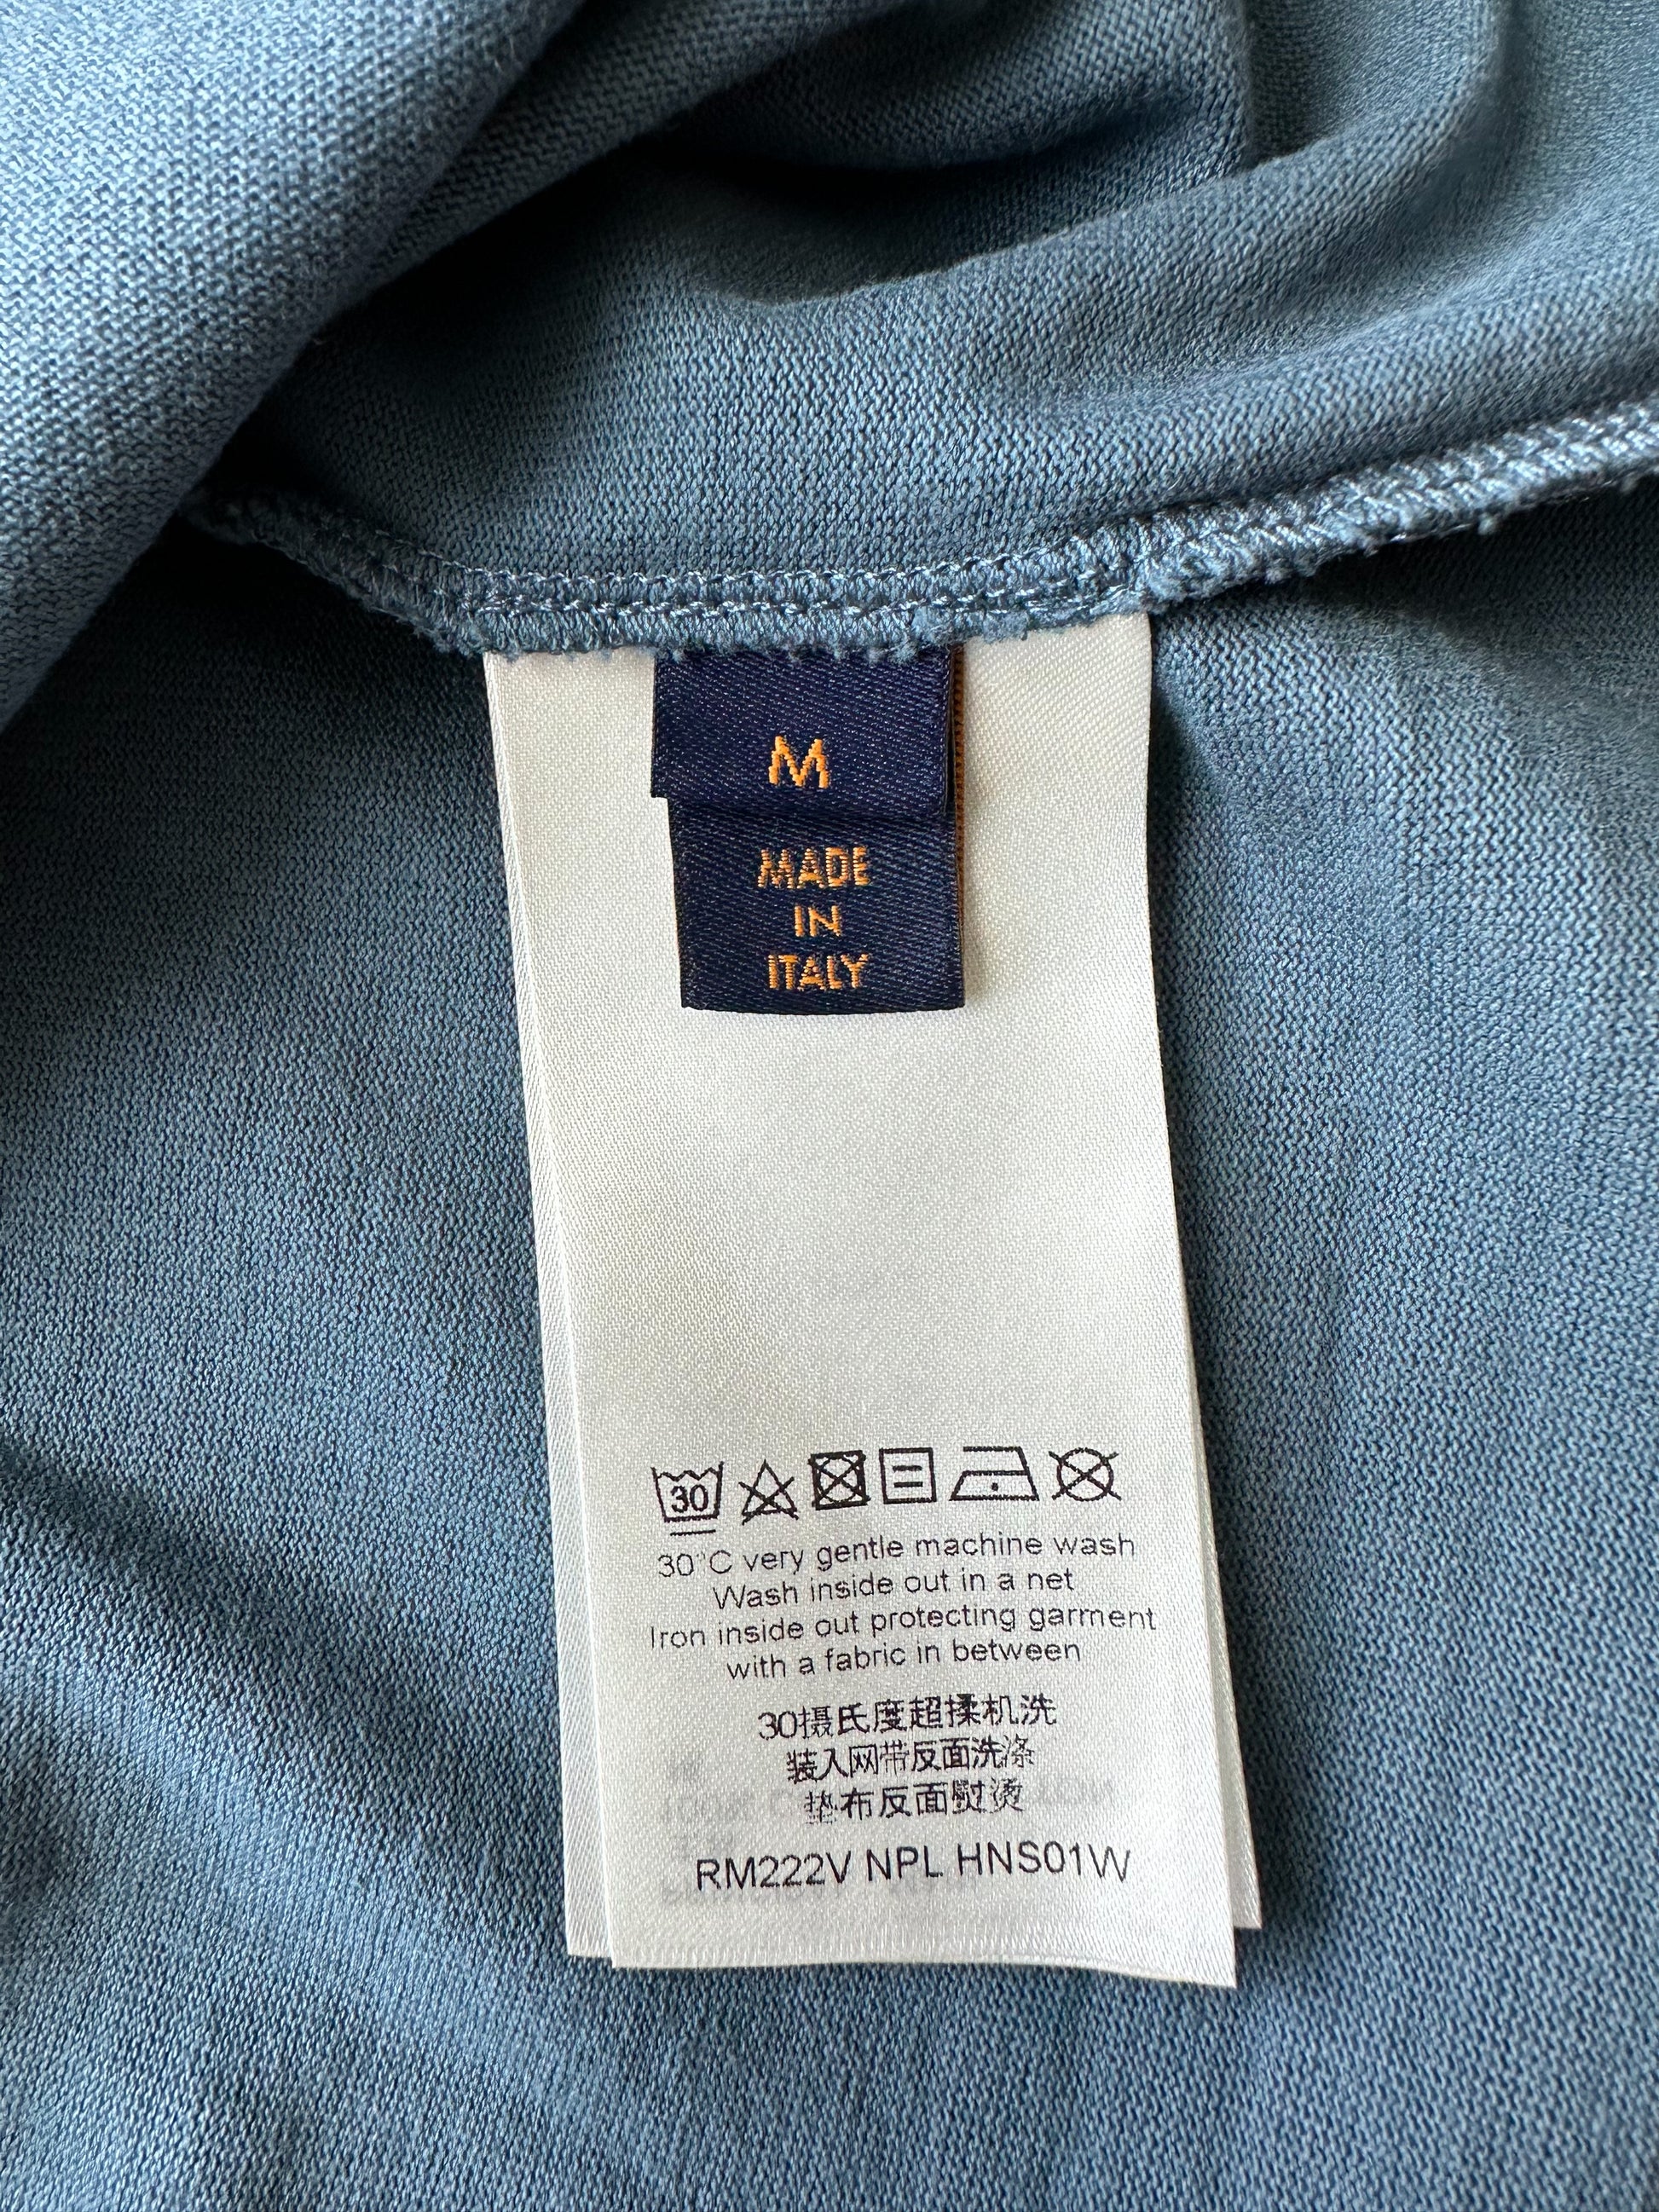 M
MADE
IN
ITALY
30
30°C very gentle machine wash
Wash inside out in a net
Iron inside out protecting garment
with a fabric in between
30摄氏度超揉机洗
装入网带反面洗涤
垫布反面熨烫
RM222V NPL HNS01W